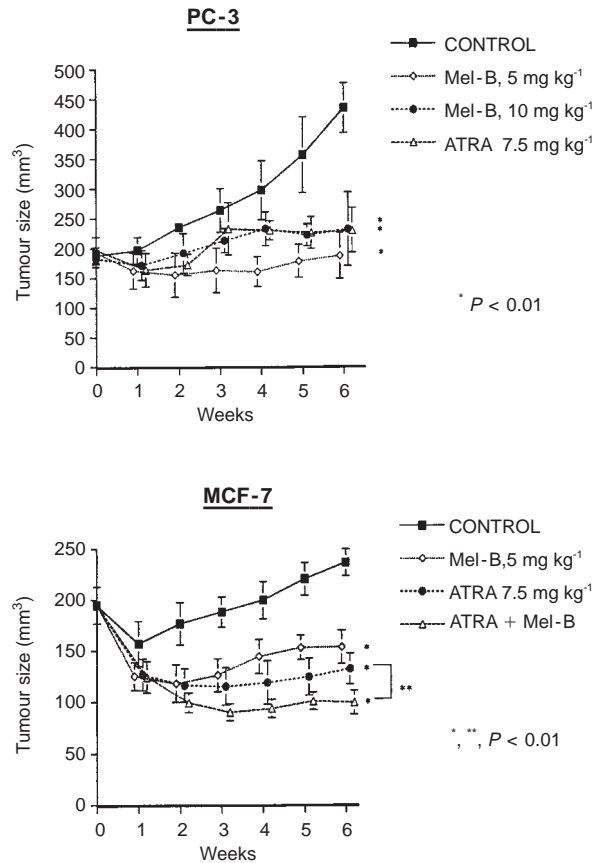 PC-3
CONTROL
Mel-B, 5 mg kg-1
Mel-B, 10 mg kg-1
ATRA 7.5 mg kg-1
Tumour size (mm3)
500
450
400
350
300
250
200
150
100
50
0
0 1 2 3 4 5 6
Weeks
*
*
*
* P < 0.01
MCF-7
CONTROL
Mel-B,5 mg kg-1
ATRA 7.5 mg kg-1
ATRA + Mel-B
Tumour size (mm3)
250
200
150
100
50
0
0 1 2 3 4 5 6
Weeks
*
*
*
**
*, **, P < 0.01